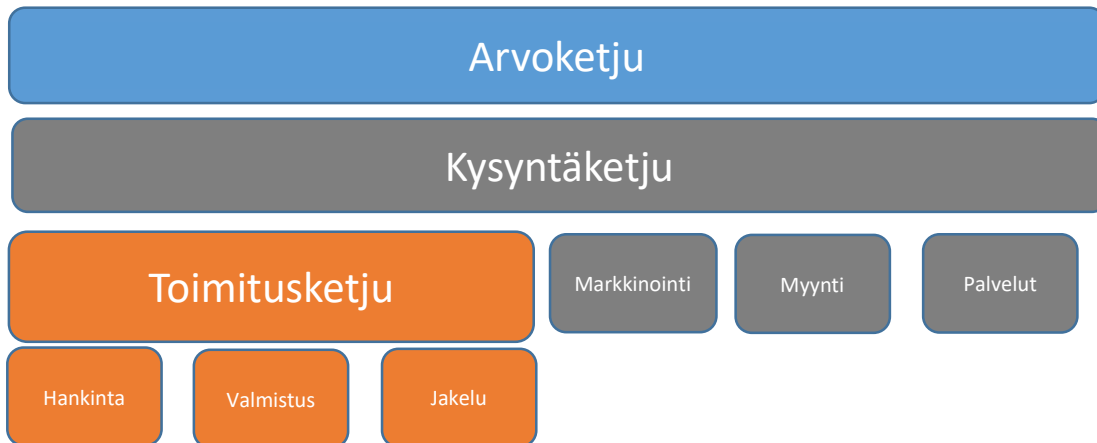 Arvoketju
Kysyntäketju
Toimitusketju
Markkinointi
Myynti
Palvelut
Hankinta
Valmistus
Jakelu